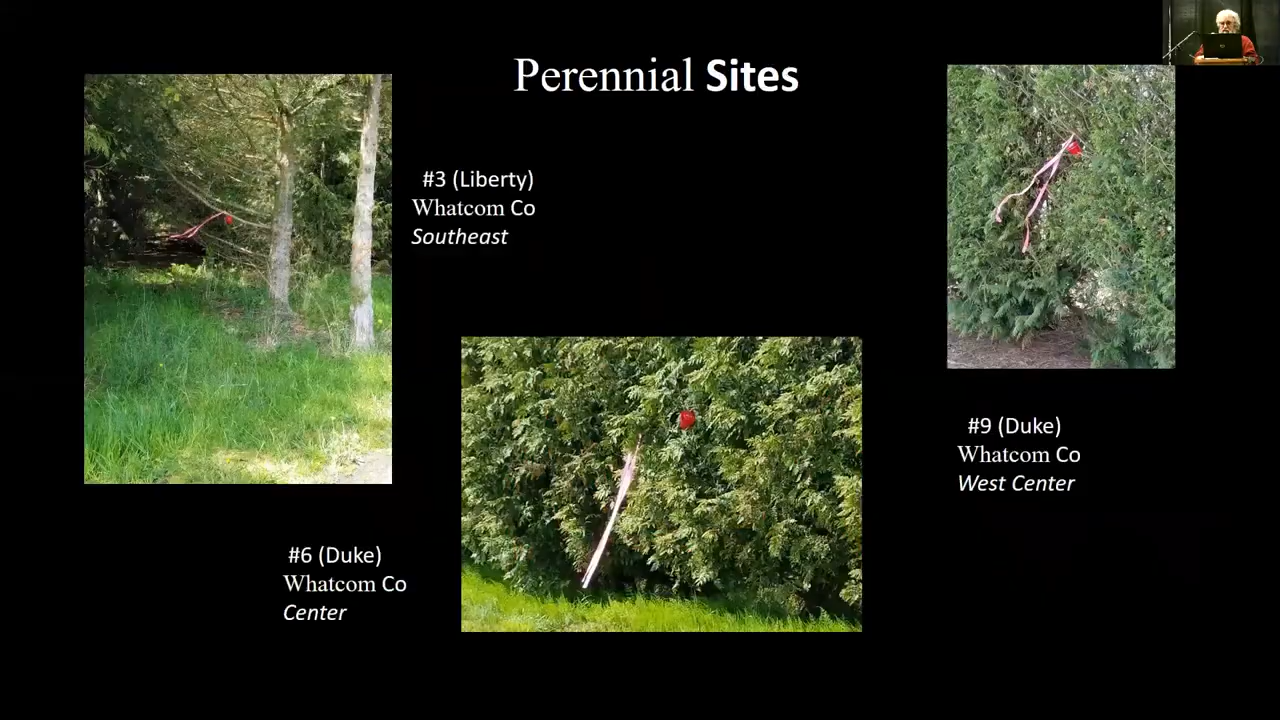 Perennial Sites
#3 (Liberty)
Whatcom Co
Southeast
#9 (Duke)
Whatcom Co
West Center
#6 (Duke)
Whatcom Co
Center